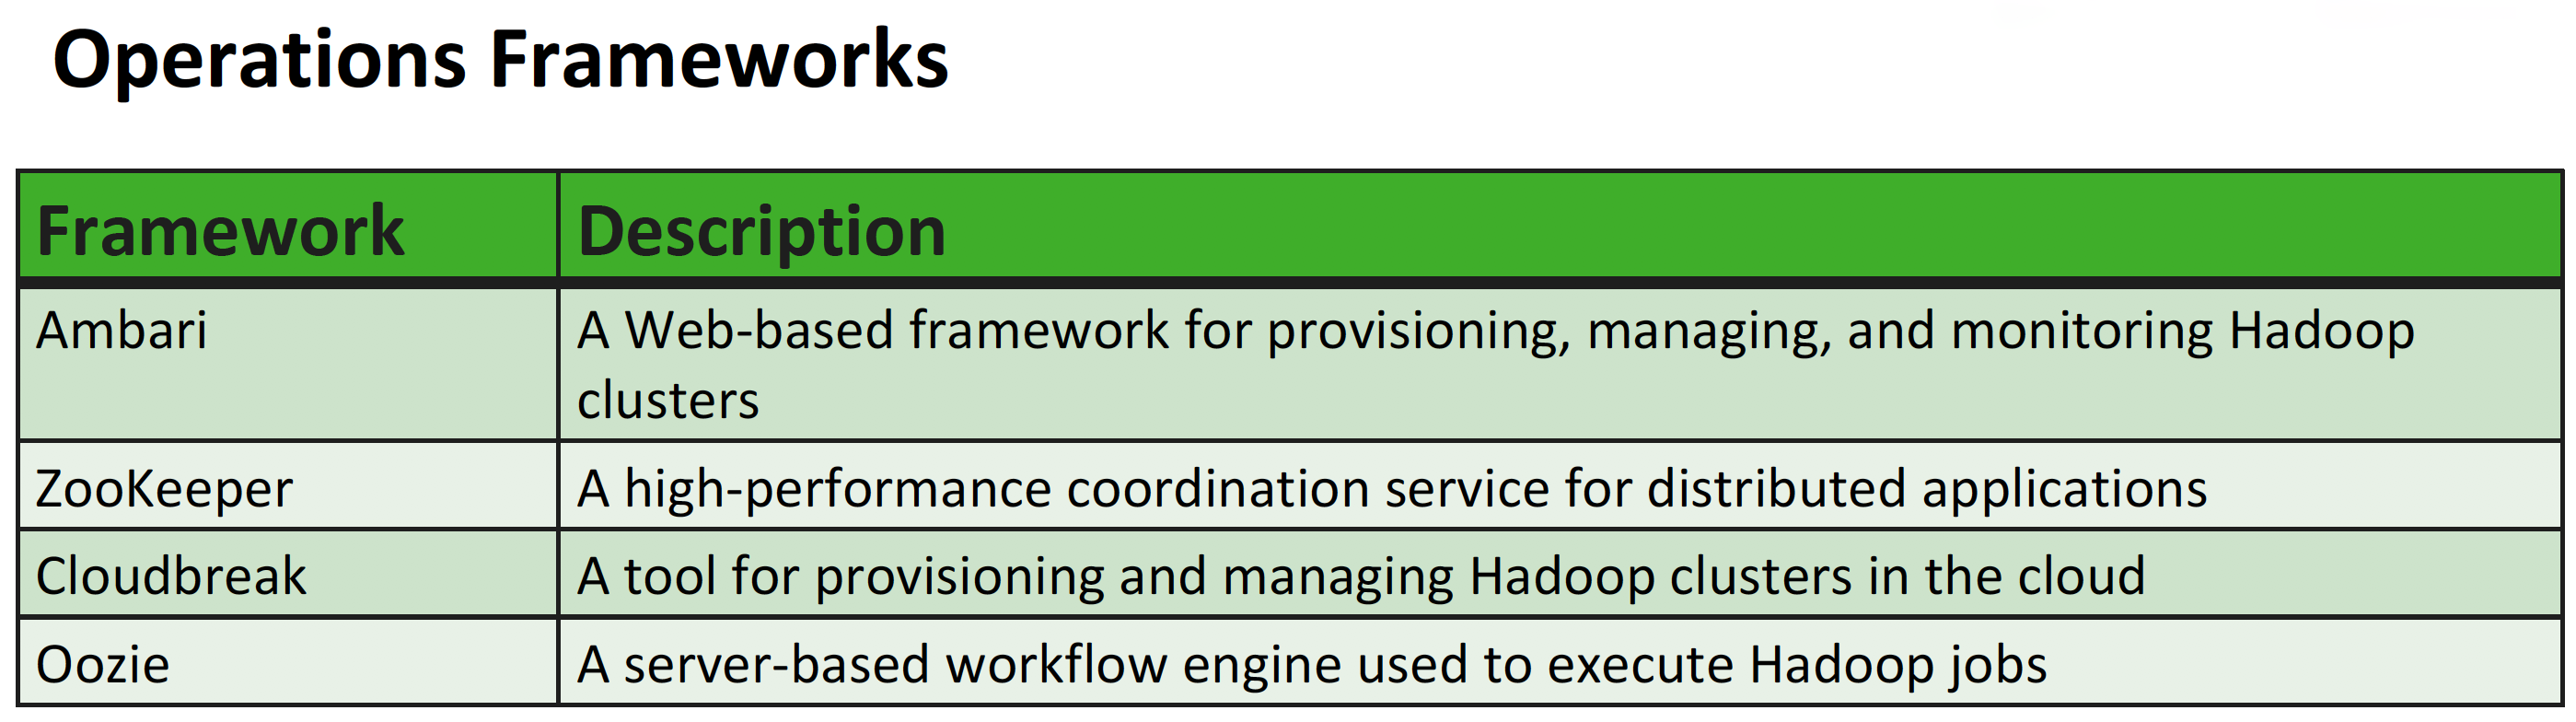 Operations Frameworks
Framework Description
Ambari A Web-based framework for provisioning, managing, and monitoring Hadoop
clusters
ZooKeeper A high-performance coordination service for distributed applications
Cloudbreak A tool for provisioning and managing Hadoop clusters in the cloud
Oozie A server-based workflow engine used to execute Hadoop jobs